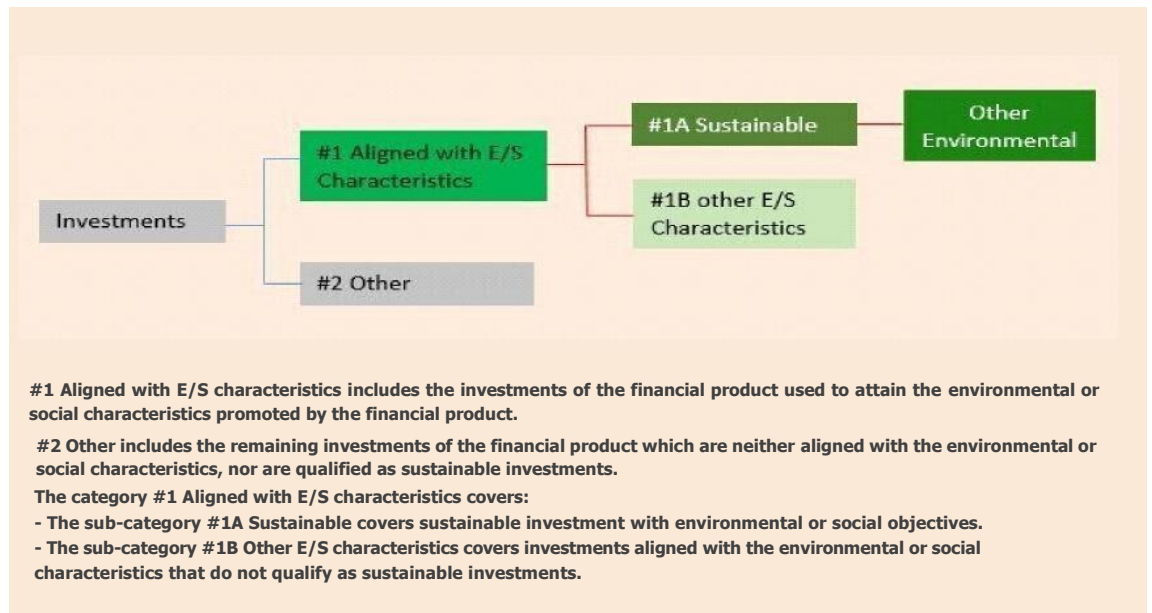 Investments
#1 Aligned with E/S
Characteristics
#2 Other
#1A Sustainable
#1B other E/S
Characteristics
Other
Environmental
#1 Aligned with E/S characteristics includes the investments of the financial product used to attain the environmental or
social characteristics promoted by the financial product.
#2 Other includes the remaining investments of the financial product which are neither aligned with the environmental or
social characteristics, nor are qualified as sustainable investments.
The category #1 Aligned with E/S characteristics covers:
- The sub-category #1A Sustainable covers sustainable investment with environmental or social objectives.
- The sub-category #1B Other E/S characteristics covers investments aligned with the environmental or social
characteristics that do not qualify as sustainable investments.